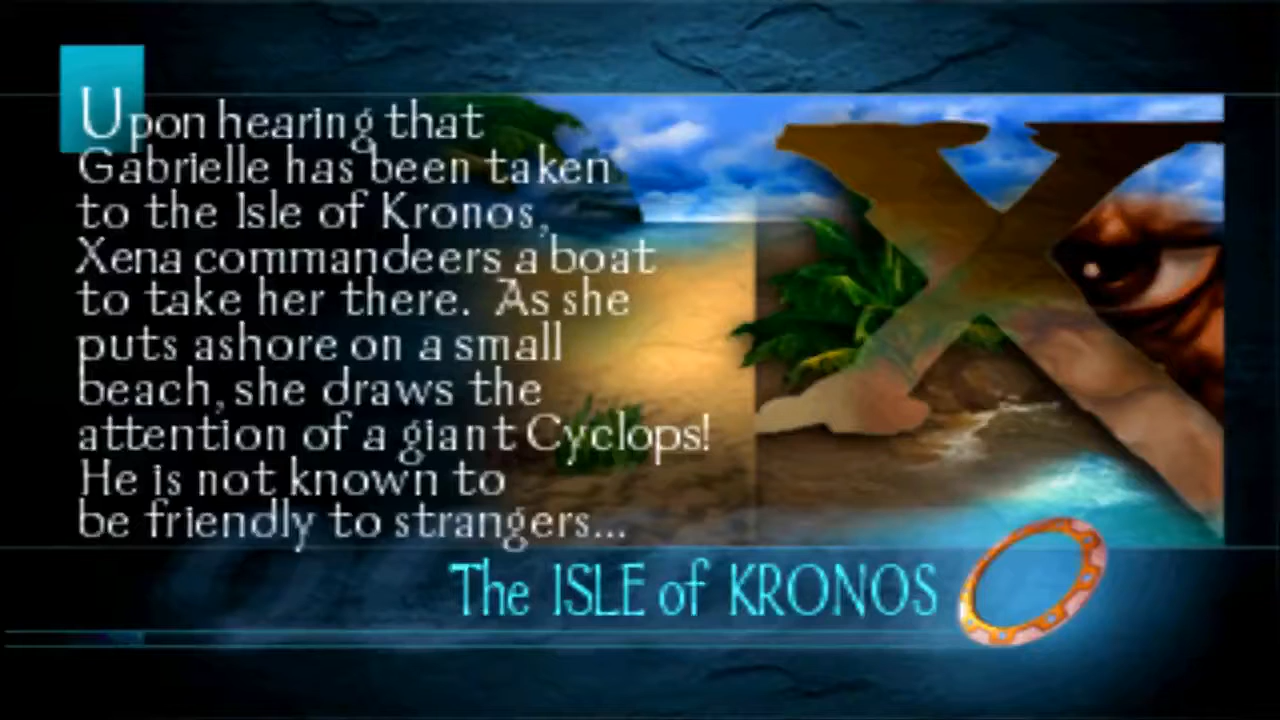 Upon hearing that
Gabrielle has been taken
to the Isle of Kronos,
Xena commandeers a boat
to take her there. As she
puts ashore on a small
beach, she draws the
attention of a giant Cyclops!
He is not known to
be friendly to strangers...
X
The ISLE of KRONOS